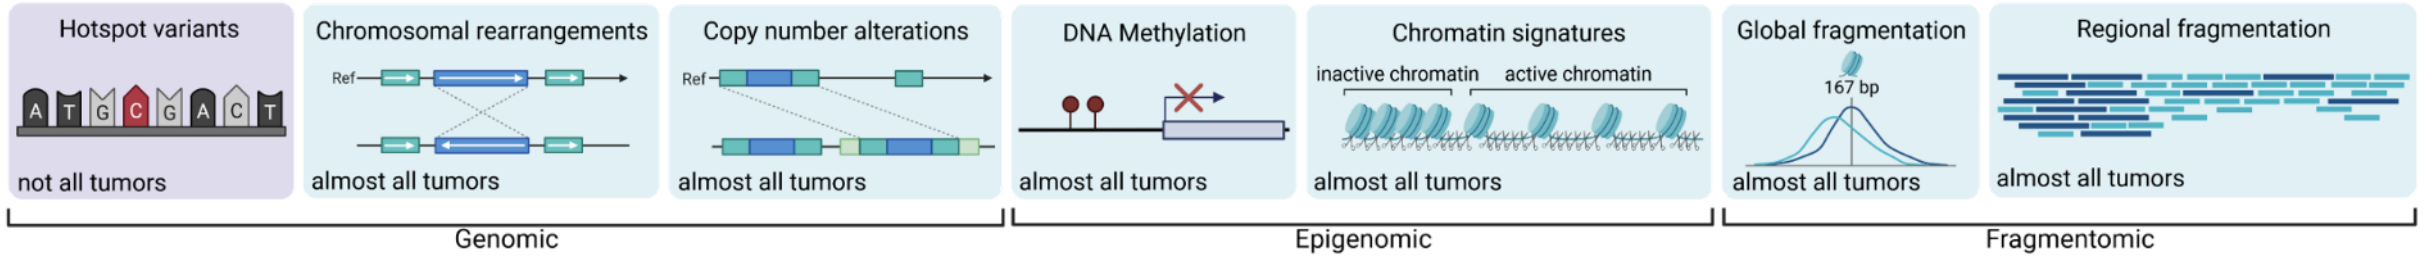 Hotspot variants
A T G C G A C T
not all tumors
Chromosomal rearrangements
Ref
almost all tumors
Copy number alterations
Ref
almost all tumors
DNA Methylation
almost all tumors
Chromatin signatures
inactive chromatin
active chromatin
almost all tumors
Global fragmentation
167 bp
almost all tumors
Regional fragmentation
almost all tumors
Genomic
Epigenomic
Fragmentomic